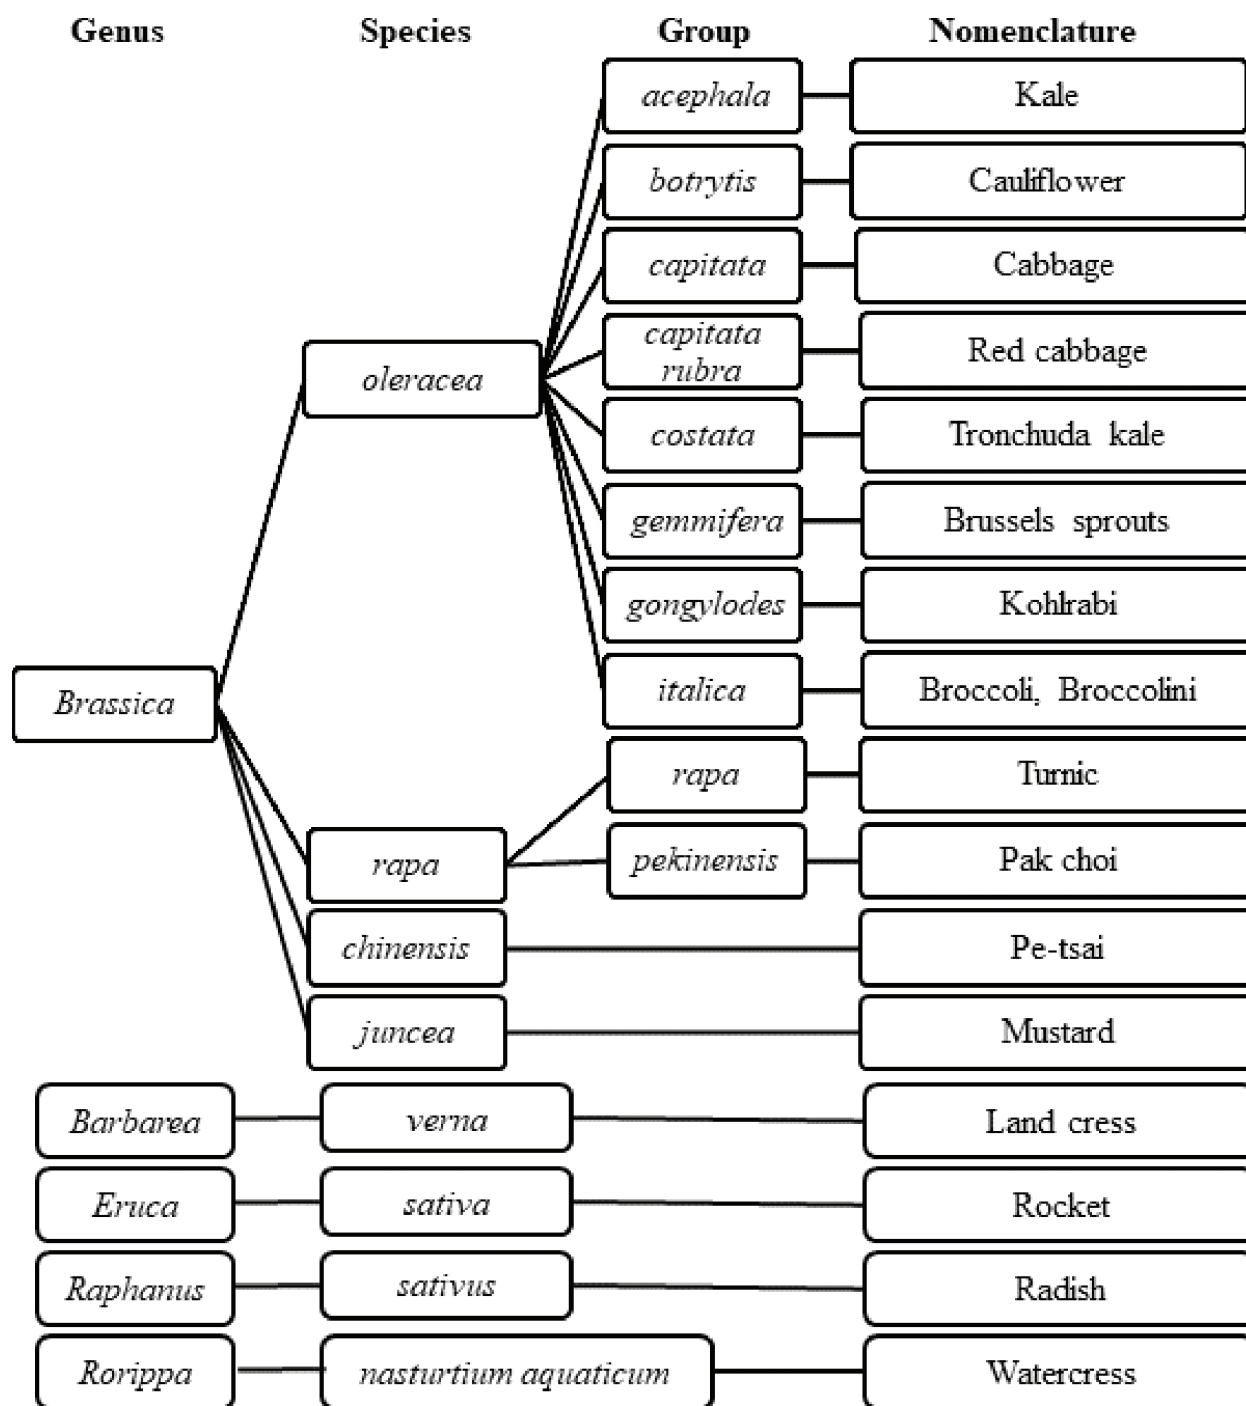 Genus Species Group Nomenclature
acephala Kale
botrytis Cauliflower
capitata Cabbage
capitata
rubra
Red cabbage
oleracea
costata Tronchuda kale
gemmifera Brussels sprouts
gongylodes Kohlrabi
italica Broccoli, Broccolini
Brassica
rapa Turnic
rapa
pekinensis Pak choi
chinensis Pe-tsai
juncea Mustard
Barbarea verna Land cress
Eruca sativa Rocket
Raphanus sativus Radish
Rorippa nasturtium aquaticum Watercress